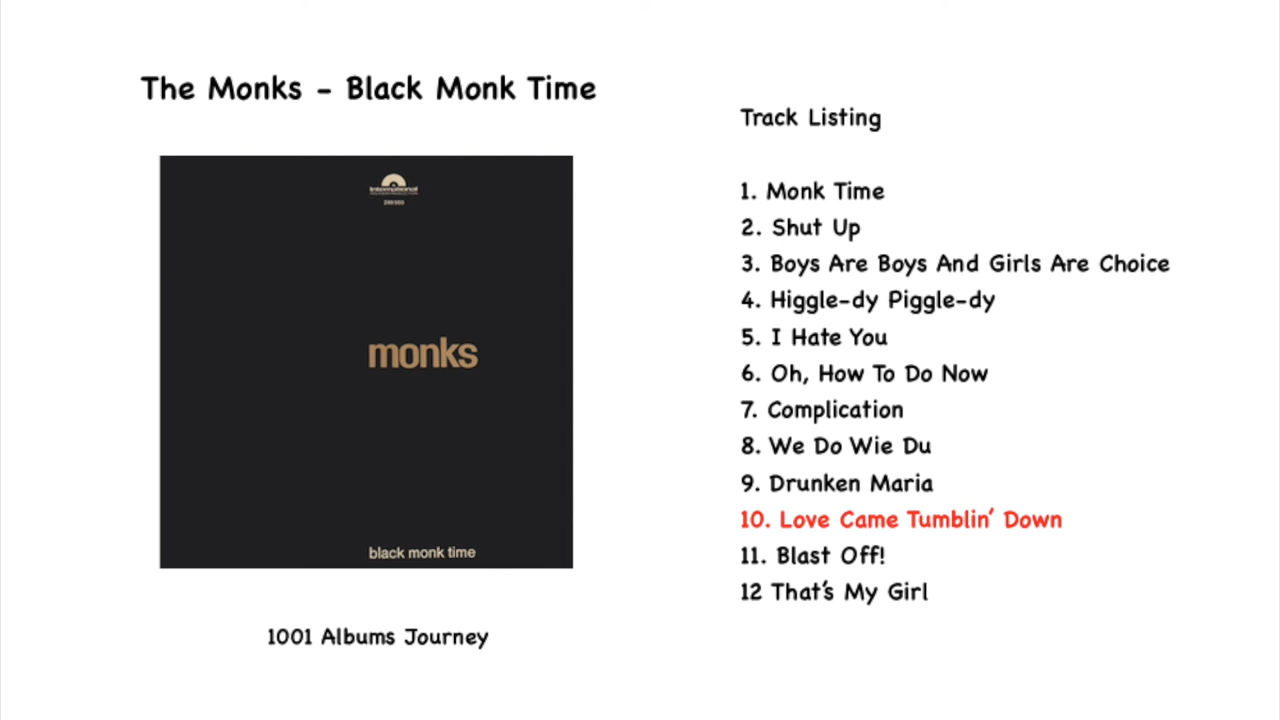 The Monks - Black Monk Time
International
249900
monks
black monk time
1001 Albums Journey
Track Listing
1. Monk Time
2. Shut Up
3. Boys Are Boys And Girls Are Choice
4. Higgle-dy Piggle-dy
5. I Hate You
6. Oh, How To Do Now
7. Complication
8. We Do Wie Du
9. Drunken Maria
10. Love Came Tumblin' Down
11. Blast Off!
12 That's My Girl